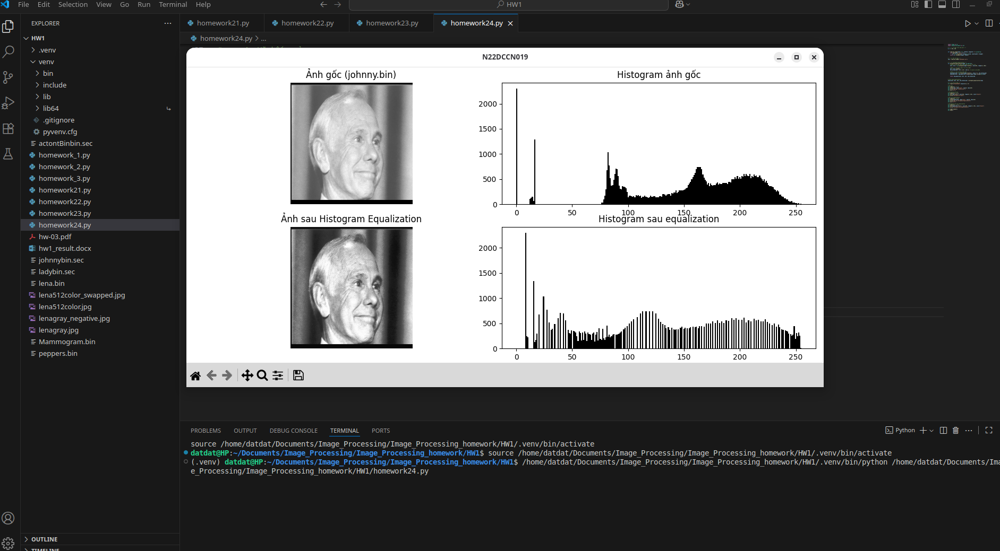 File Edit Selection View Go Run Terminal Help
HW1
EXPLORER
HW1
.venv
venv
bin
include
lib
lib64
.gitignore
pyvenv.cfg
actontBinbin.sec
homework_1.py
homework_2.py
homework_3.py
homework21.py
homework22.py
homework23.py
homework24.py
hw-03.pdf
hw1_result.docx
johnnybin.sec
ladybin.sec
lena.bin
lena512color_swapped.jpg
lena512color.jpg
lenagray_negative.jpg
lenagray.jpg
Mammogram.bin
peppers.bin
OUTLINE
TIMELINE
homework21.py homework22.py homework23.py homework24.py
homework24.py > ...
N22DCCN019
Ảnh gốc (johnny.bin)
Histogram ảnh gốc
2000
1500
1000
500
0
0 50 100 150 200 250
Ảnh sau Histogram Equalization
Histogram sau equalization
2000
1500
1000
500
0
0 50 100 150 200 250
PROBLEMS OUTPUT DEBUG CONSOLE TERMINAL PORTS
Python
source /home/datdat/Documents/Image_Processing/Image_Processing_homework/HW1/.venv/bin/activate
datdat@HP:~/Documents/Image_Processing/Image_Processing_homework/HW1$ source /home/datdat/Documents/Image_Processing/Image_Processing_homework/HW1/.venv/bin/activate
(.venv) datdat@HP:~/Documents/Image_Processing/Image_Processing_homework/HW1$ /home/datdat/Documents/Image_Processing/Image_Processing_homework/HW1/.venv/bin/python /home/datdat/Documents/Imag
e_Processing/Image_Processing_homework/HW1/homework24.py